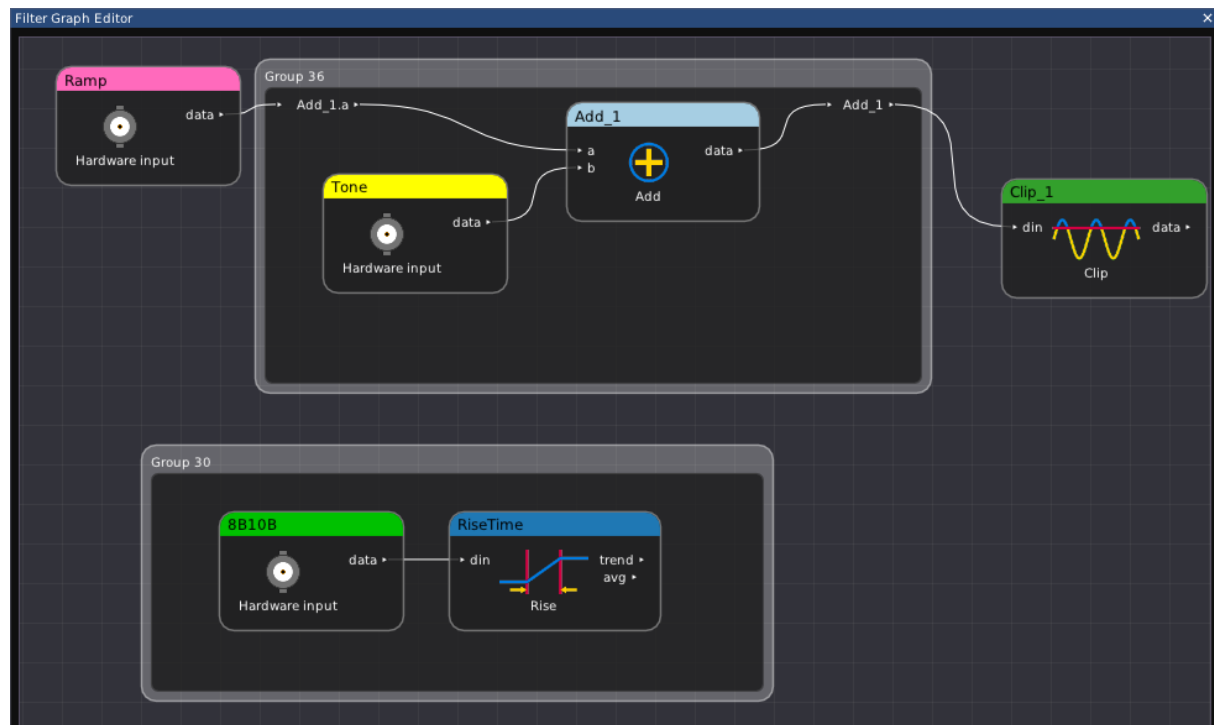 Filter Graph Editor
Ramp
data
Hardware input
Group 36
Add_1.a
Add_1
a
b
data
Add
Add_1
Tone
data
Hardware input
Clip_1
din
data
Clip
Group 30
8B10B
data
Hardware input
RiseTime
din
trend
avg
Rise